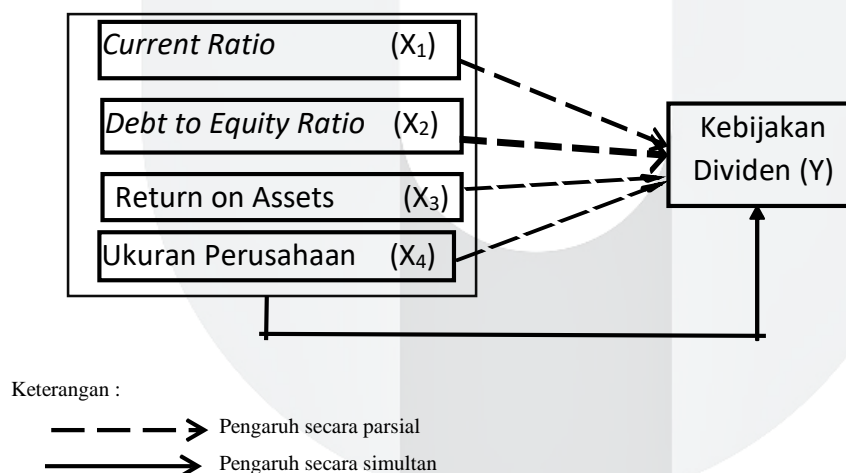 Current Ratio (X₁)
Debt to Equity Ratio (X₂)
Return on Assets (X₃)
Ukuran Perusahaan (X₄)
Kebijakan
Dividen (Y)
Keterangan :
Pengaruh secara parsial
Pengaruh secara simultan